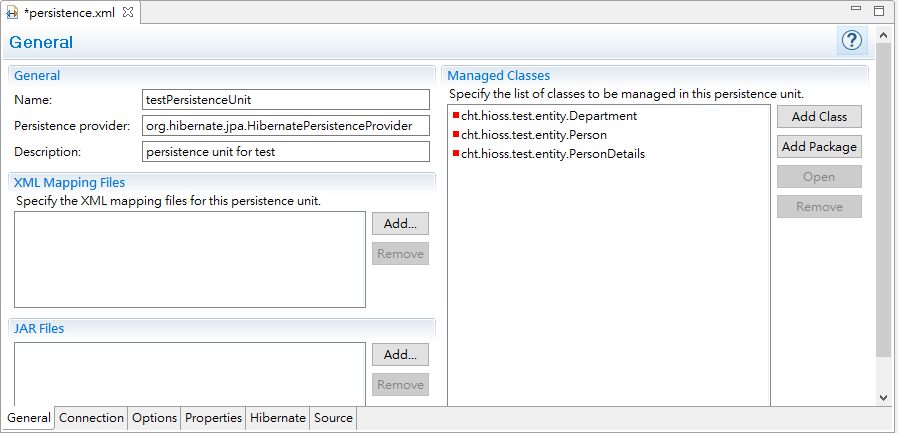 *persistence.xml
General
?
General
Name:
testPersistenceUnit
Persistence provider:
org.hibernate.jpa.HibernatePersistenceProvider
Description:
persistence unit for test
XML Mapping Files
Specify the XML mapping files for this persistence unit.
Add...
Remove
JAR Files
Add...
Remove
Managed Classes
Specify the list of classes to be managed in this persistence unit.
cht.hioss.test.entity.Department
cht.hioss.test.entity.Person
cht.hioss.test.entity.PersonDetails
Add Class
Add Package
Open
Remove
General Connection Options Properties Hibernate Source